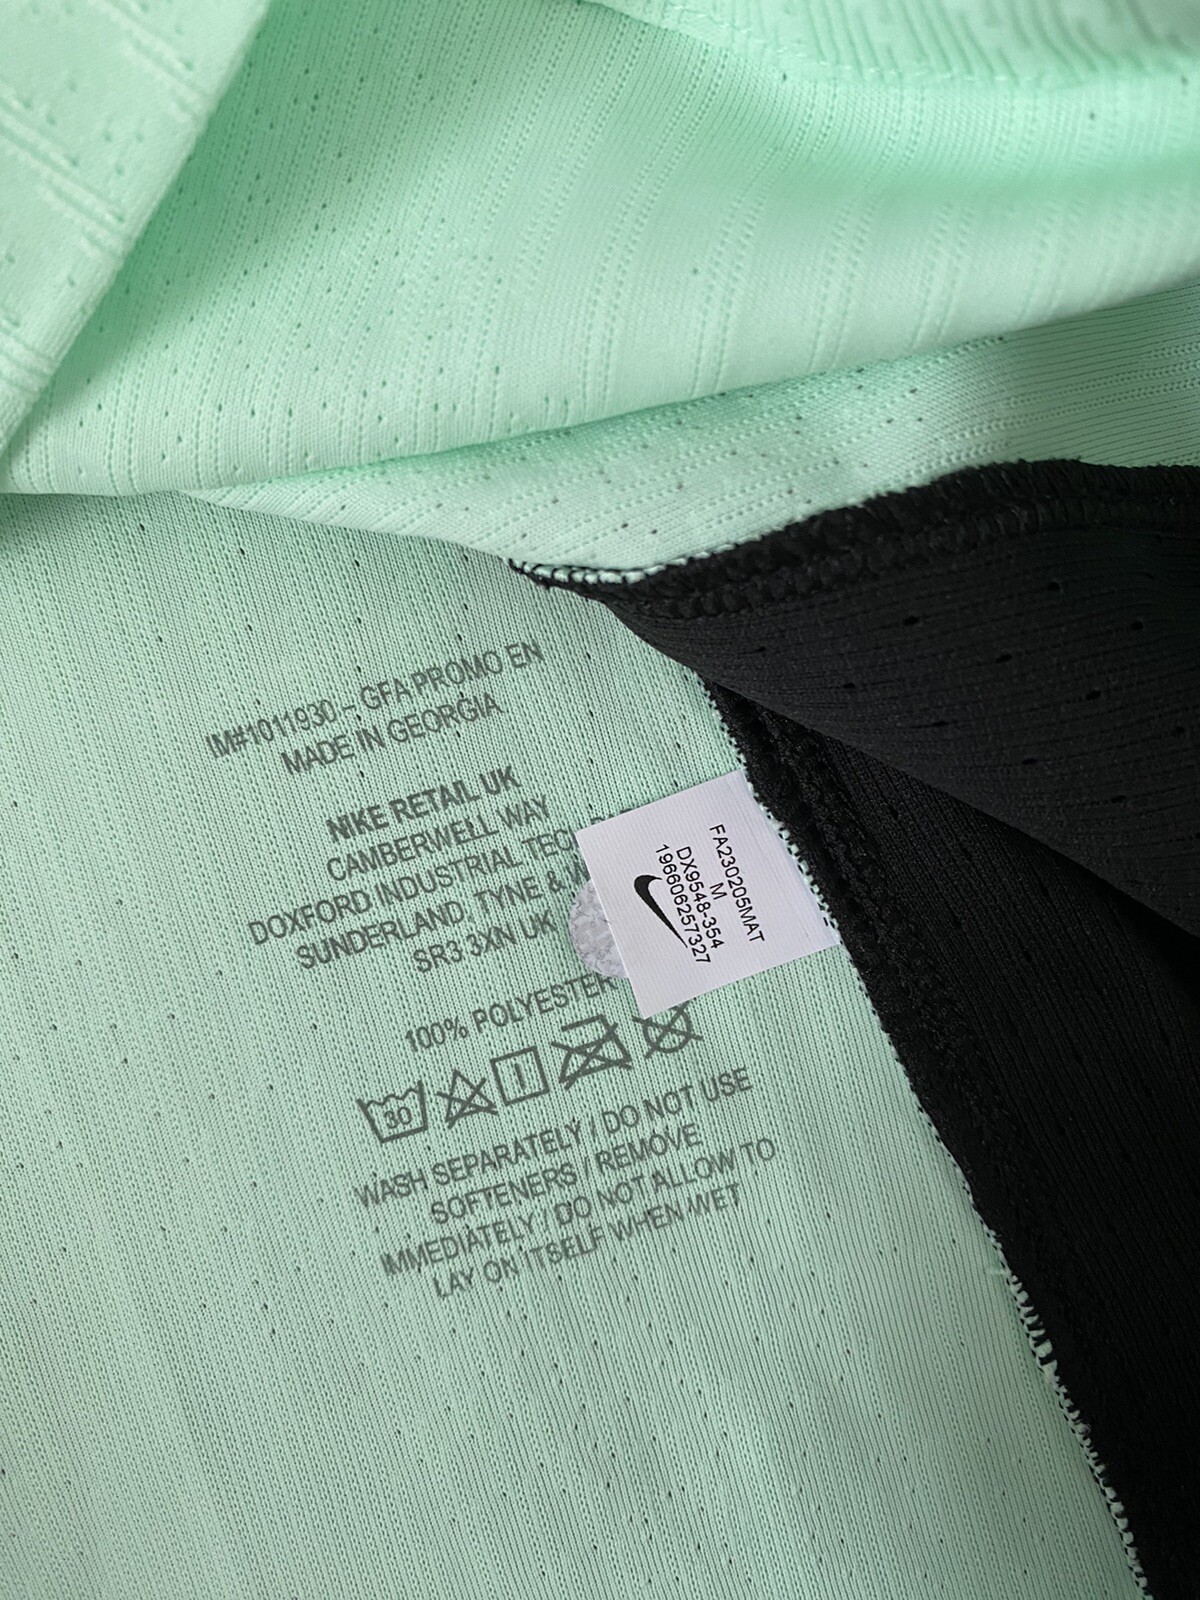 IM#1011930 - GFA PROMO EN
MADE IN GEORGIA
NIKE RETAIL UK
CAMBERWELL WAY
DOXFORD INDUSTRIAL
SUNDERLAND, TYNE &
SR3 3XN UK
100% POLYESTER
30
WASH SEPARATELY / DO NOT USE
SOFTENERS / REMOVE
IMMEDIATELY / DO NOT ALLOW TO
LAY ON ITSELF WHEN WET
FA230205MAT
M
DX9548-354
196606257327